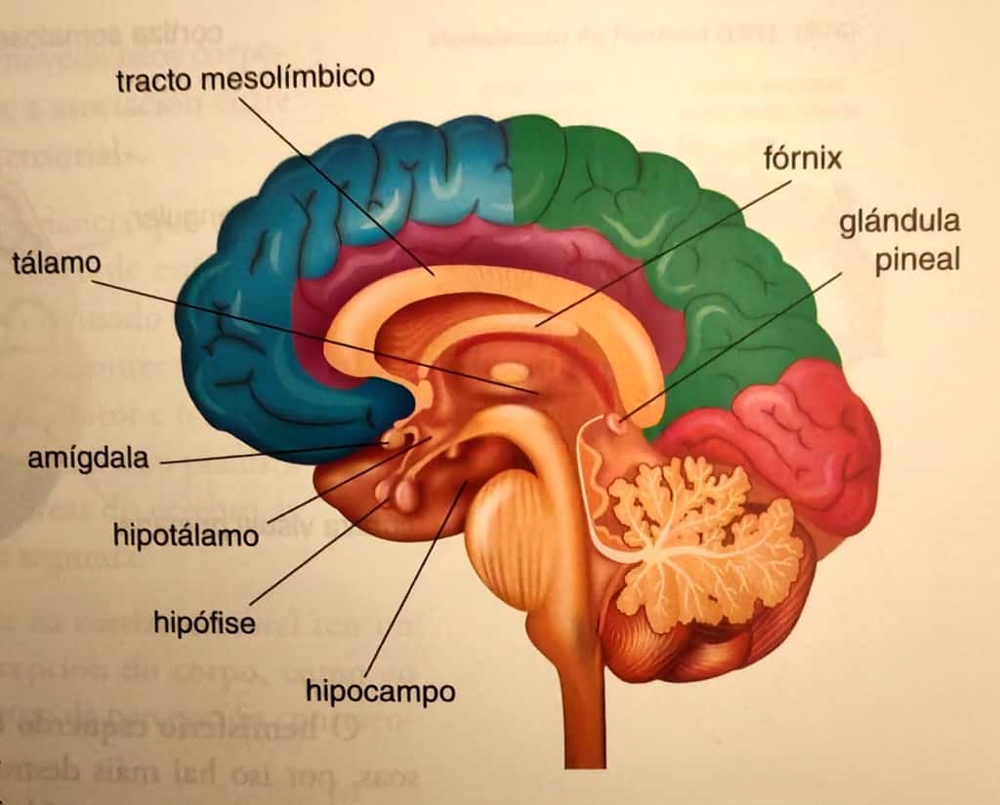 tracto mesolímbico
fórnix
glándula
pineal
tálamo
amígdala
hipotálamo
hipófise
hipocampo